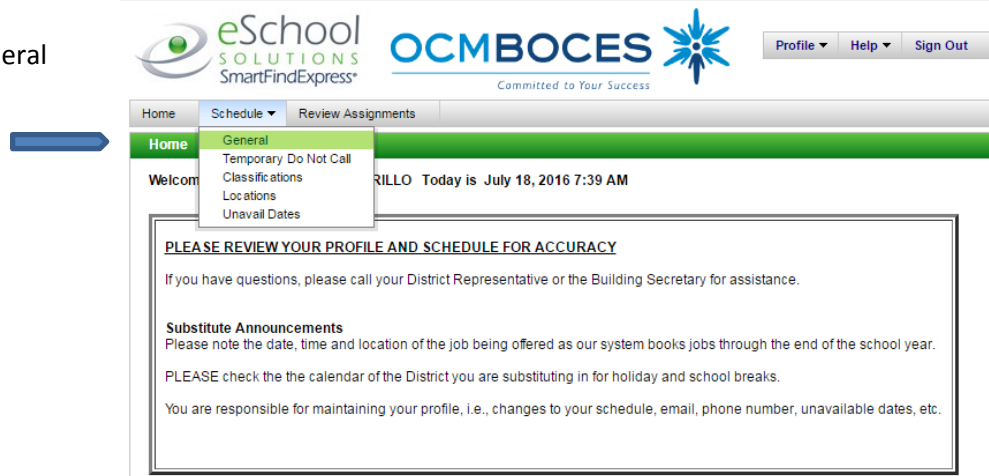 eral
eSchool
SOLUTIONS
SmartFindExpress®
OCMBOCES
Committed to Your Success
Profile Help Sign Out
Home Schedule Review Assignments
General
Temporary Do Not Call
Classifications
Locations
Unavail Dates
Home
Welcom RILLO Today is July 18, 2016 7:39 AM
PLEASE REVIEW YOUR PROFILE AND SCHEDULE FOR ACCURACY
If you have questions, please call your District Representative or the Building Secretary for assistance.
Substitute Announcements
Please note the date, time and location of the job being offered as our system books jobs through the end of the school year.
PLEASE check the the calendar of the District you are substituting in for holiday and school breaks.
You are responsible for maintaining your profile, i.e., changes to your schedule, email, phone number, unavailable dates, etc.